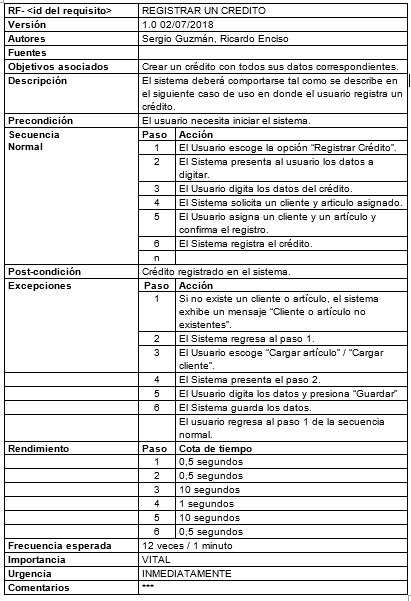 RF- <id del requisito> REGISTRAR UN CREDITO
Versión 1.0 02/07/2018
Autores Sergio Guzmán, Ricardo Enciso
Fuentes
Objetivos asociados Crear un crédito con todos sus datos correspondientes.
Descripción El sistema deberá comportarse tal como se describe en
el siguiente caso de uso en donde el usuario registra un
crédito.
Precondición El usuario necesita iniciar el sistema.
Secuencia Paso Acción
Normal 1 El Usuario escoge la opción “Registrar Crédito”.
2 El Sistema presenta al usuario los datos a
digitar.
3 El Usuario digita los datos del crédito.
4 El Sistema solicita un cliente y articulo asignado.
5 El Usuario asigna un cliente y un artículo y
confirma el registro.
6 El Sistema registra el crédito.
n
Post-condición Crédito registrado en el sistema.
Excepciones Paso Acción
1 Si no existe un cliente o artículo, el sistema
exhibe un mensaje “Cliente o artículo no
existentes”.
2 El Sistema regresa al paso 1.
3 El Usuario escoge “Cargar artículo” / “Cargar
cliente”.
4 El Sistema presenta el paso 2.
5 El Usuario digita los datos y presiona “Guardar”
6 El Sistema guarda los datos.
El usuario regresa al paso 1 de la secuencia
normal.
Rendimiento Paso Cota de tiempo
1 0,5 segundos
2 0,5 segundos
3 10 segundos
4 1 segundos
5 10 segundos
6 0,5 segundos
Frecuencia esperada 12 veces / 1 minuto
Importancia VITAL
Urgencia INMEDIATAMENTE
Comentarios ***